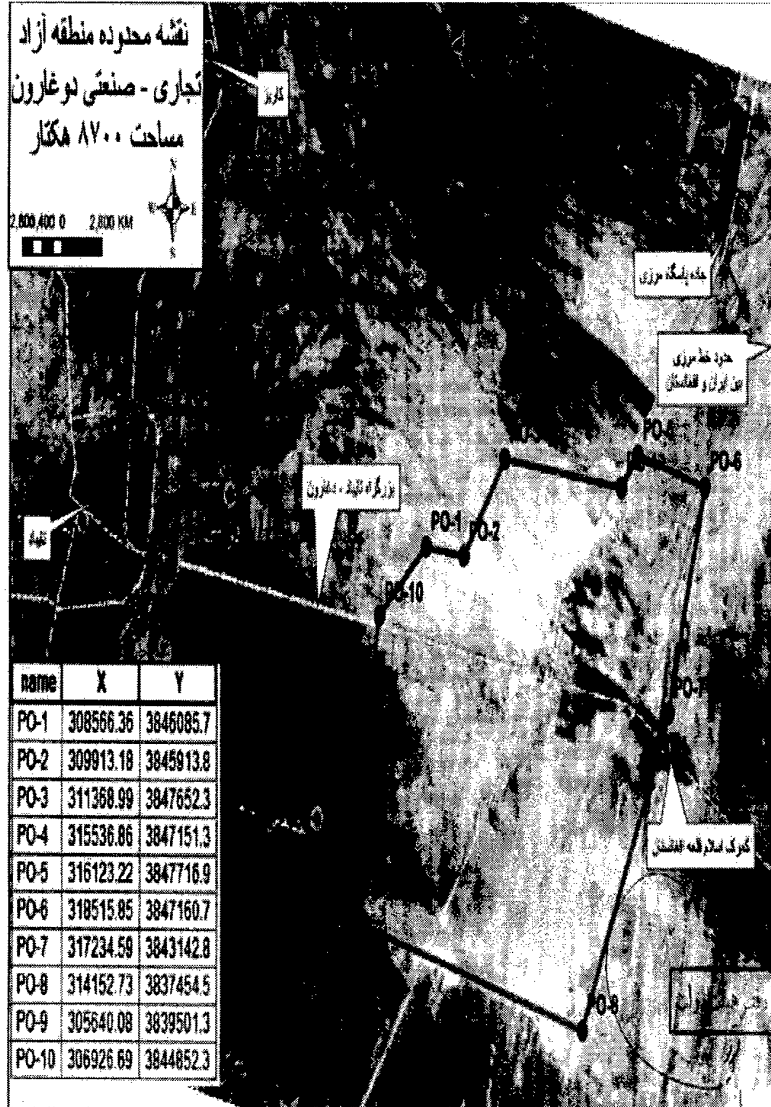 نقشه محدوده منطقه آزاد
تجاری - صنعتی دوغارون
مساحت ۸۷۰۰ هکتار
N
W E
S
2,800,400 0 2,800 KM
کاریز
جاده پاسگاه مرزی
حدود خط مرزی
بین ایران و افغانستان
PO-6
بزرگراه تایباد - دوغارون
PO-1
PO-2
تایباد
PO-10
PO-7
گمرک اسلام قلعه افغانستان
PO-8
name X Y
PO-1 308566.36 3846085.7
PO-2 309913.18 3845913.8
PO-3 311368.99 3847652.3
PO-4 315536.86 3847151.3
PO-5 316123.22 3847716.9
PO-6 318515.85 3847160.7
PO-7 317234.59 3843142.8
PO-8 314152.73 3837454.5
PO-9 305640.08 3839501.3
PO-10 306926.69 3844852.3